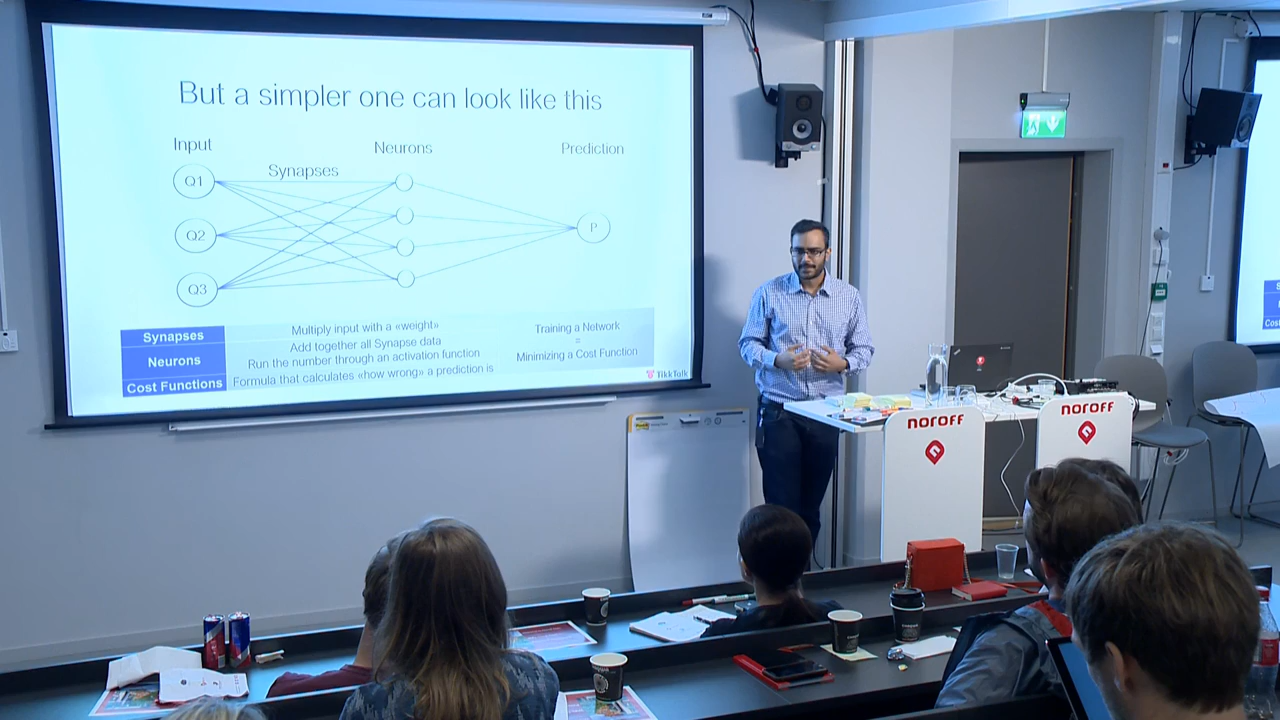 But a simpler one can look like this
Input
Neurons
Prediction
Synapses
Q1
Q2
Q3
P
Synapses
Multiply input with a «weight»
Neurons
Add together all Synapse data
Run the number through an activation function
Cost Functions
Formula that calculates «how wrong» a prediction is
Training a Network
=
Minimizing a Cost Function
TikkTalk
noroff
noroff